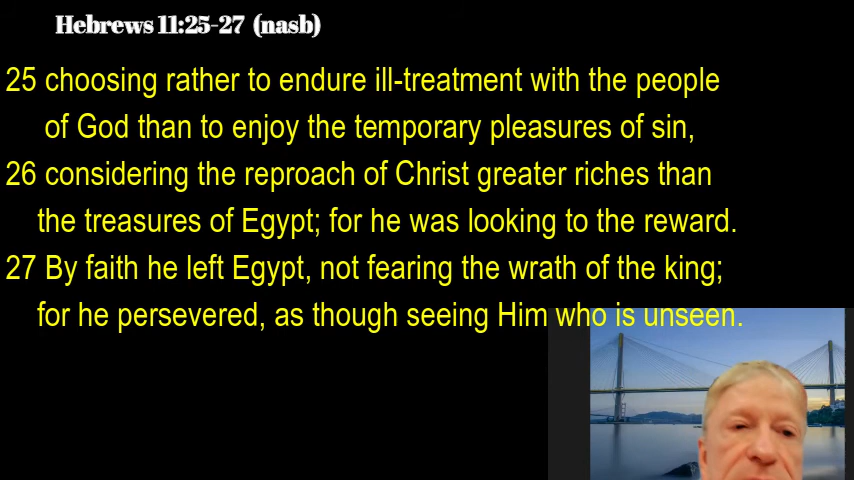 Hebrews 11:25-27 (nasb)
25 choosing rather to endure ill-treatment with the people
of God than to enjoy the temporary pleasures of sin,
26 considering the reproach of Christ greater riches than
the treasures of Egypt; for he was looking to the reward.
27 By faith he left Egypt, not fearing the wrath of the king;
for he persevered, as though seeing Him who is unseen.